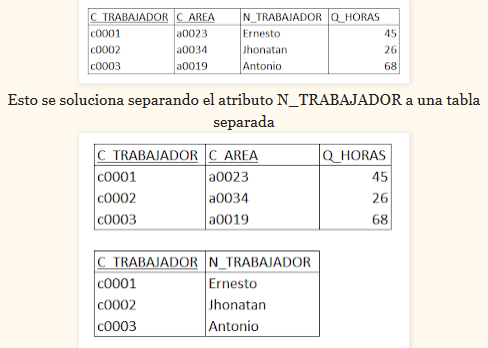 C_TRABAJADOR C_AREA N_TRABAJADOR Q_HORAS
c0001 a0023 Ernesto 45
c0002 a0034 Jhonatan 26
c0003 a0019 Antonio 68
Esto se soluciona separando el atributo N_TRABAJADOR a una tabla
separada
C_TRABAJADOR C_AREA Q_HORAS
c0001 a0023 45
c0002 a0034 26
c0003 a0019 68
C_TRABAJADOR N_TRABAJADOR
c0001 Ernesto
c0002 Jhonatan
c0003 Antonio